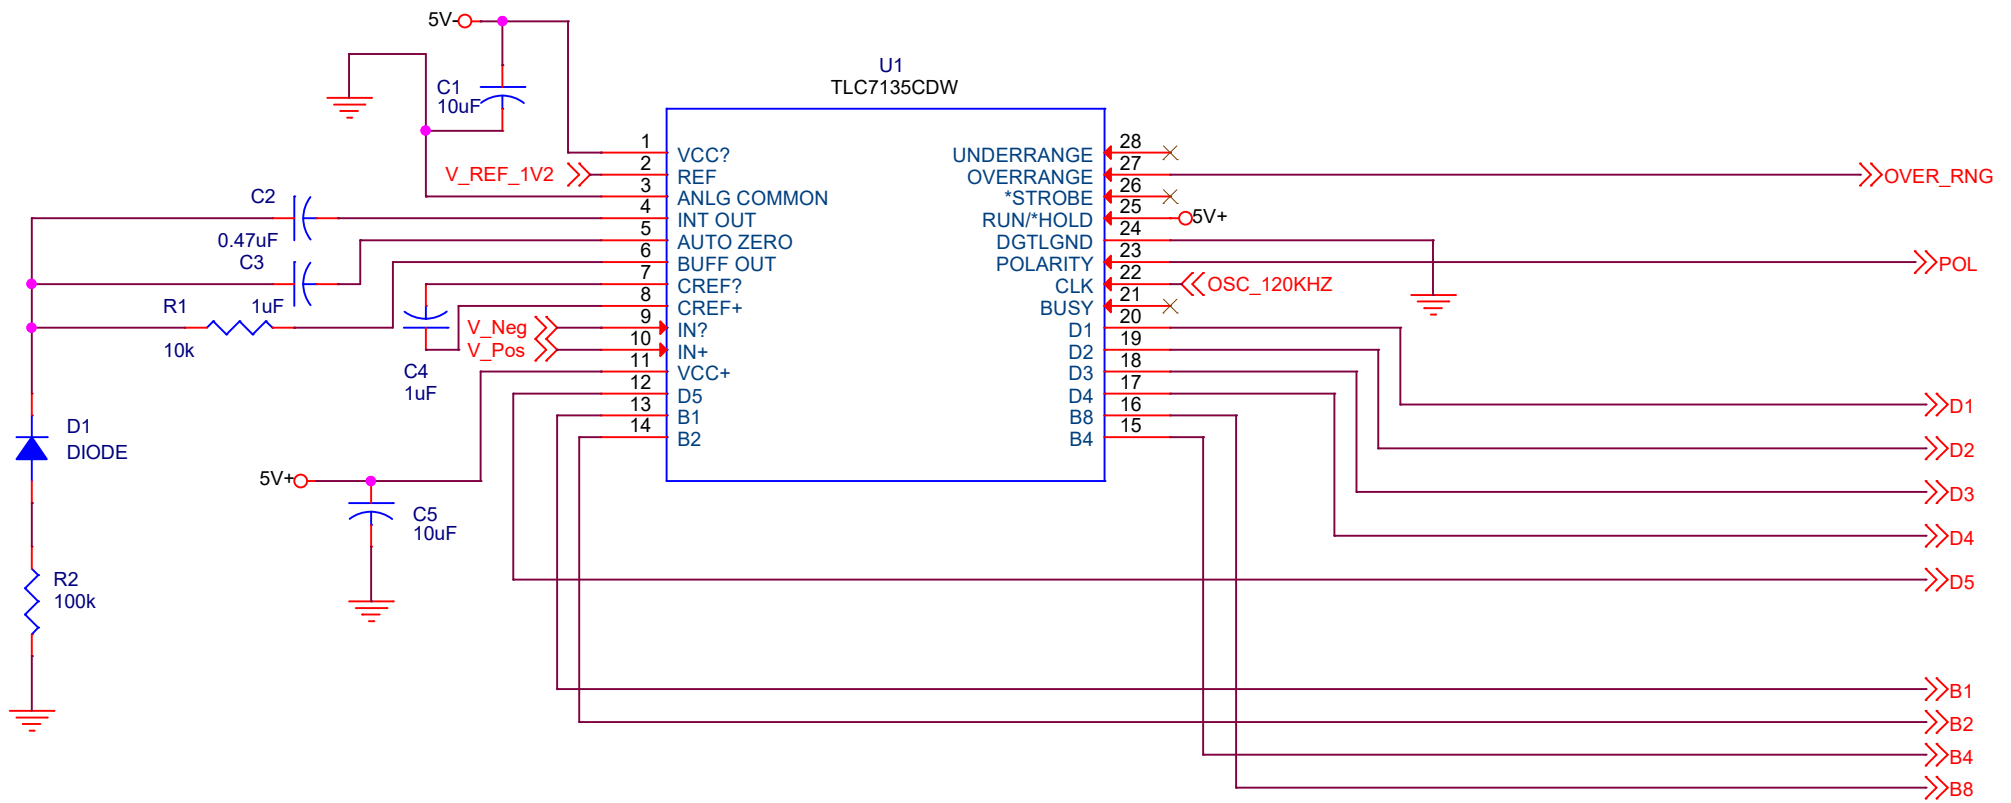 5V-
C1
10uF
U1
TLC7135CDW
1
VCC?
2
REF
3
ANLG COMMON
4
INT OUT
5
AUTO ZERO
6
BUFF OUT
7
CREF?
8
CREF+
9
IN?
10
IN+
11
VCC+
12
D5
13
B1
14
B2
28
UNDERRANGE
27
OVERRANGE
26
*STROBE
25
RUN/*HOLD
24
DGTLGND
23
POLARITY
22
CLK
21
BUSY
20
D1
19
D2
18
D3
17
D4
16
B8
15
B4
V_REF_1V2
C2
0.47uF
C3
1uF
R1
10k
V_Neg
V_Pos
C4
1uF
D1
DIODE
5V+
C5
10uF
R2
100k
OVER_RNG
5V+
POL
OSC_120KHZ
D1
D2
D3
D4
D5
B1
B2
B4
B8